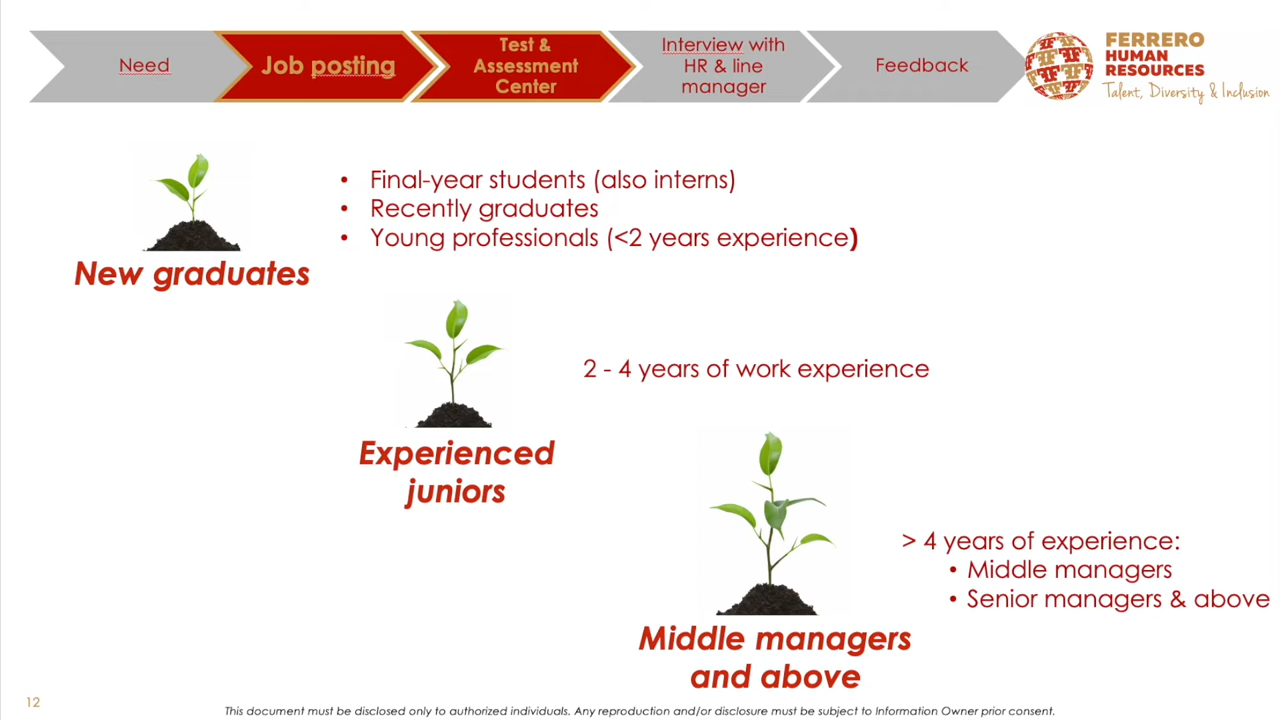 Need
Job posting
Test &
Assessment
Center
Interview with
HR & line
manager
Feedback
FERRERO
HUMAN
RESOURCES
Talent, Diversity & Inclusion
• Final-year students (also interns)
• Recently graduates
• Young professionals (<2 years experience)
New graduates
2 - 4 years of work experience
Experienced
juniors
> 4 years of experience:
• Middle managers
• Senior managers & above
Middle managers
and above
12
This document must be disclosed only to authorized individuals. Any reproduction and/or disclosure must be subject to Information Owner prior consent.